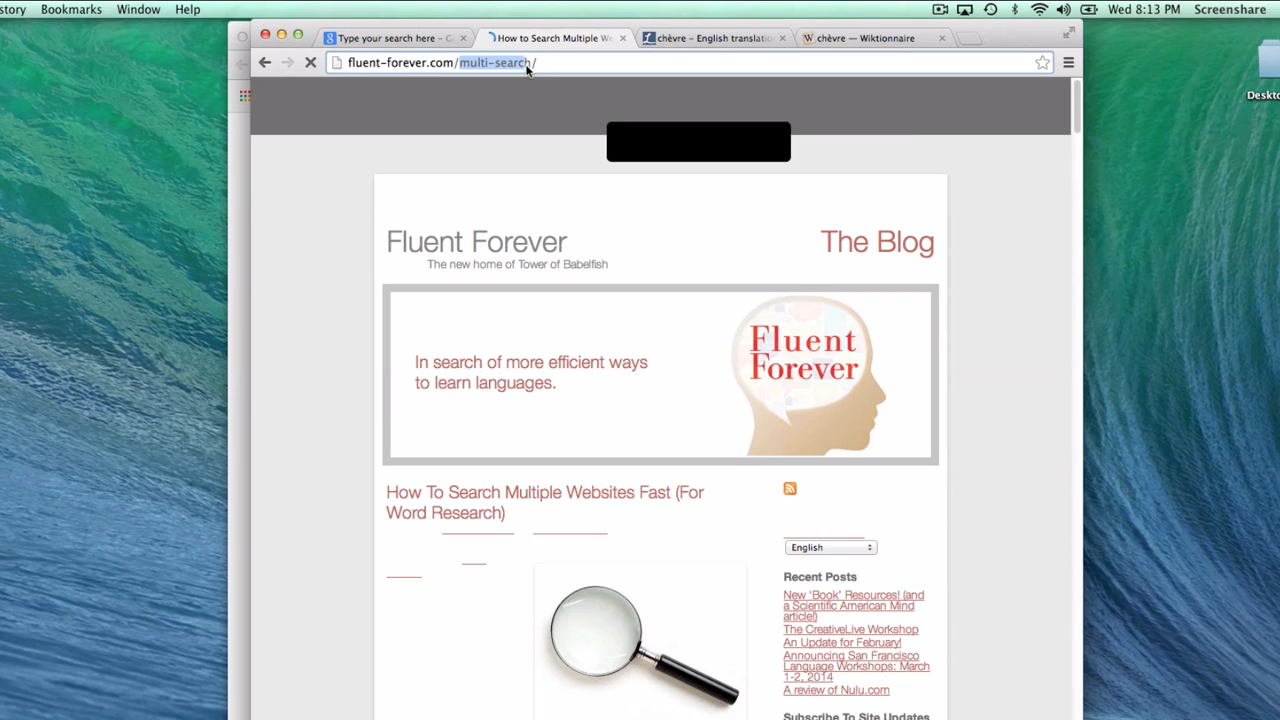 story Bookmarks Window Help Wed 8:13 PM Screenshare
Type your search here - How to Search Multiple We chèvre – English translatio chèvre — Wiktionnaire
fluent-forever.com/multi-search/
Fluent Forever The Blog
The new home of Tower of Babelfish
In search of more efficient ways
to learn languages.
Fluent
Forever
How To Search Multiple Websites Fast (For
Word Research)
English
Recent Posts
New ‘Book’ Resources! (and
a Scientific American Mind
article!)
The CreativeLive Workshop
An Update for February!
Announcing San Francisco
Language Workshops: March
1-2, 2014
A review of Nulu.com
Subscribe To Site Updates
Deskto